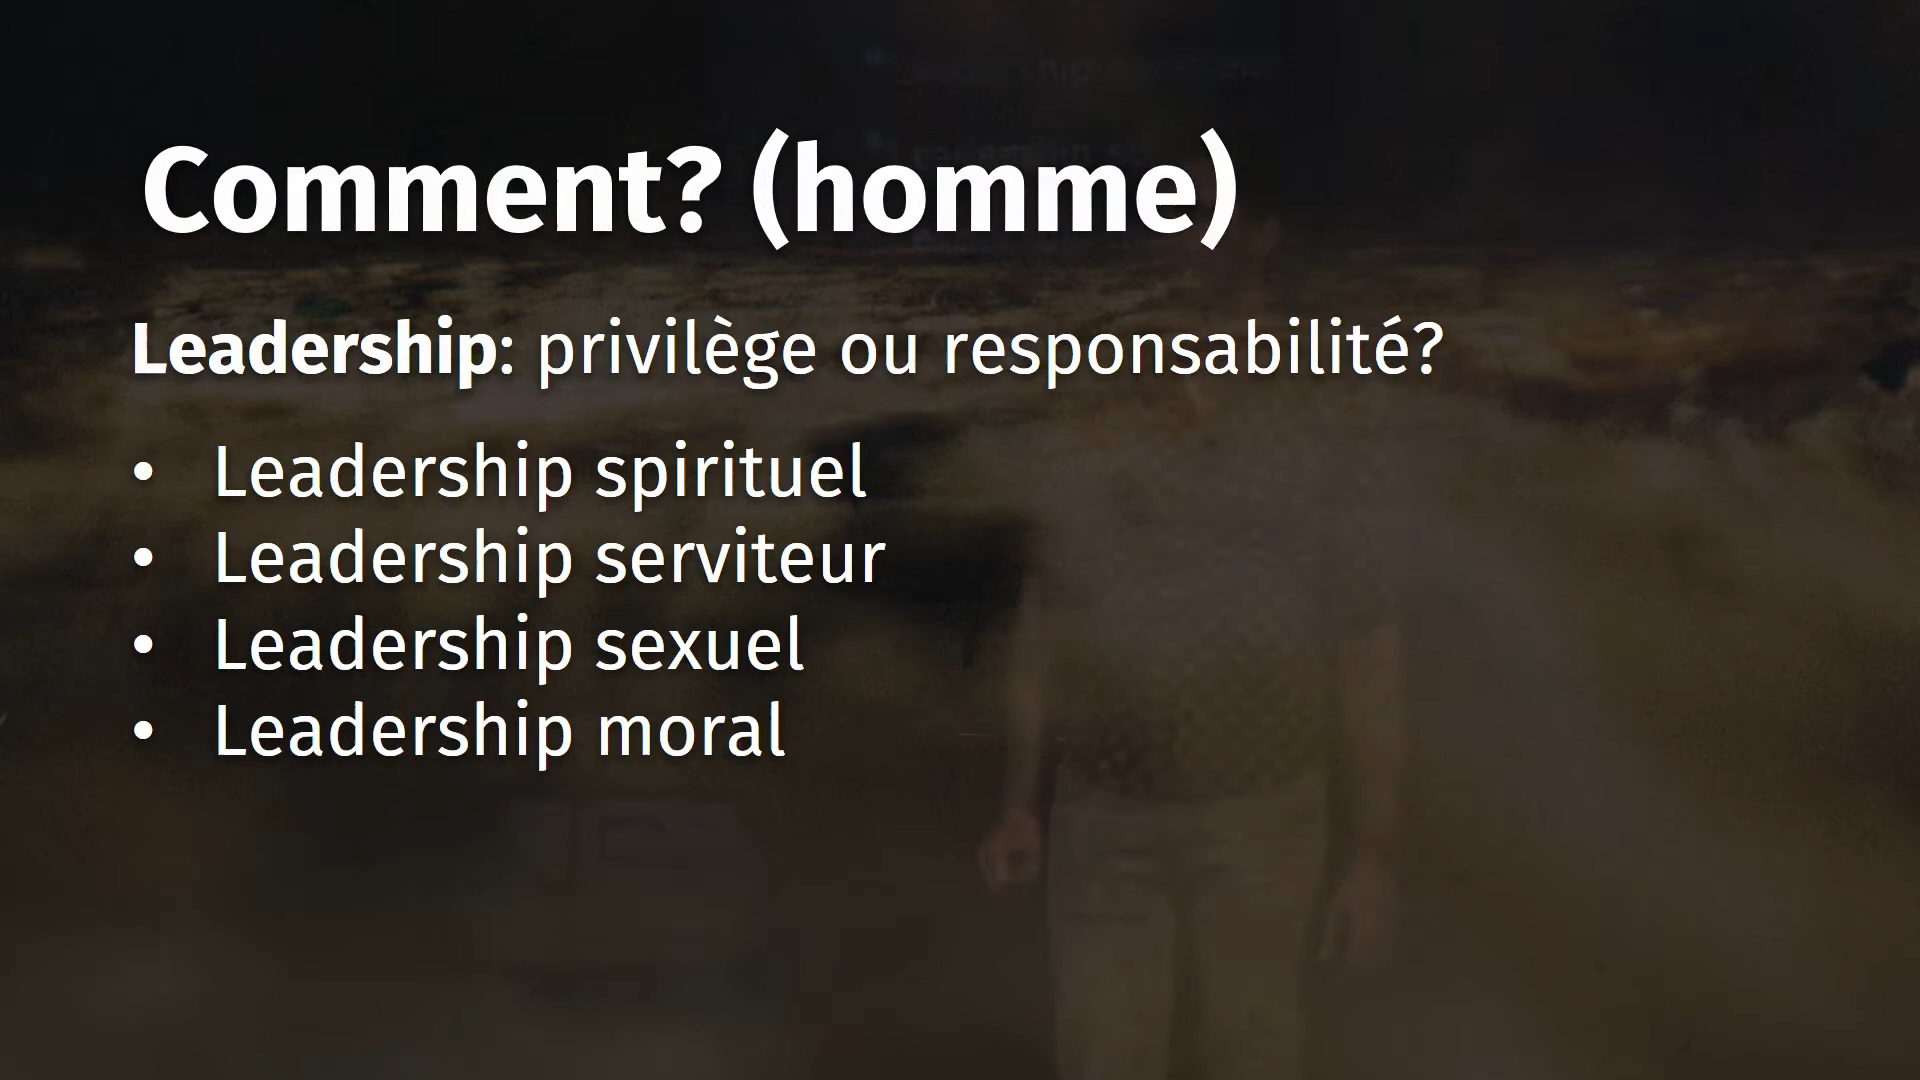 Comment? (homme)
Leadership: privilège ou responsabilité?
• Leadership spirituel
• Leadership serviteur
• Leadership sexuel
• Leadership moral